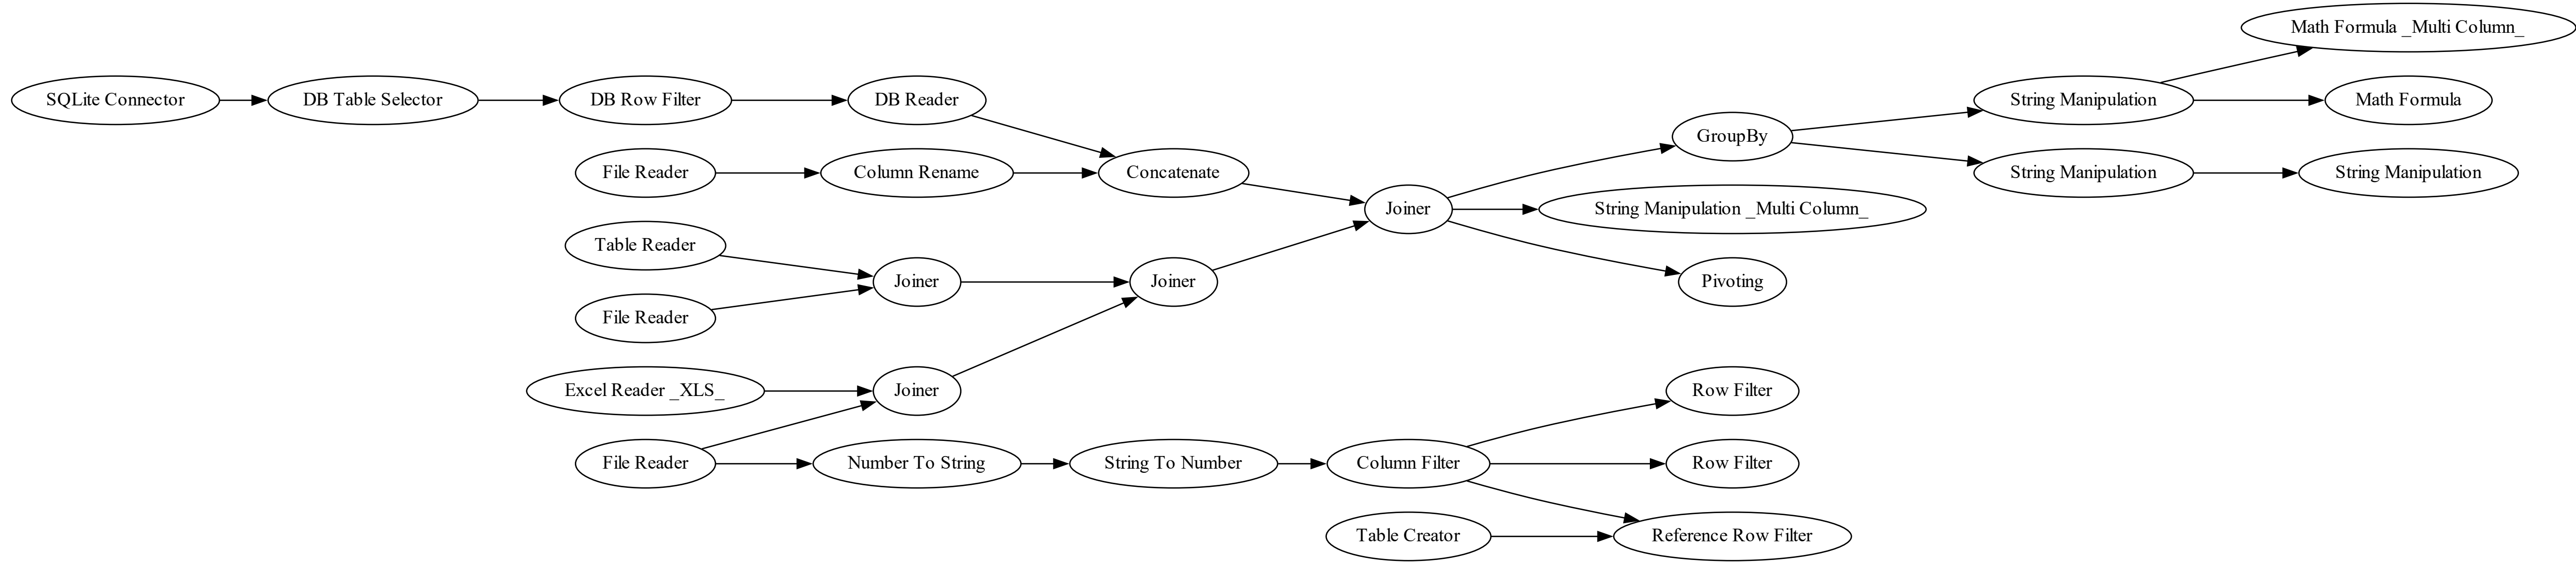 Math Formula _Multi Column_
SQLite Connector
DB Table Selector
DB Row Filter
DB Reader
String Manipulation
Math Formula
GroupBy
File Reader
Column Rename
Concatenate
String Manipulation
String Manipulation
Joiner
String Manipulation _Multi Column_
Table Reader
Joiner
Joiner
Pivoting
File Reader
Excel Reader _XLS_
Joiner
Row Filter
File Reader
Number To String
String To Number
Column Filter
Row Filter
Table Creator
Reference Row Filter